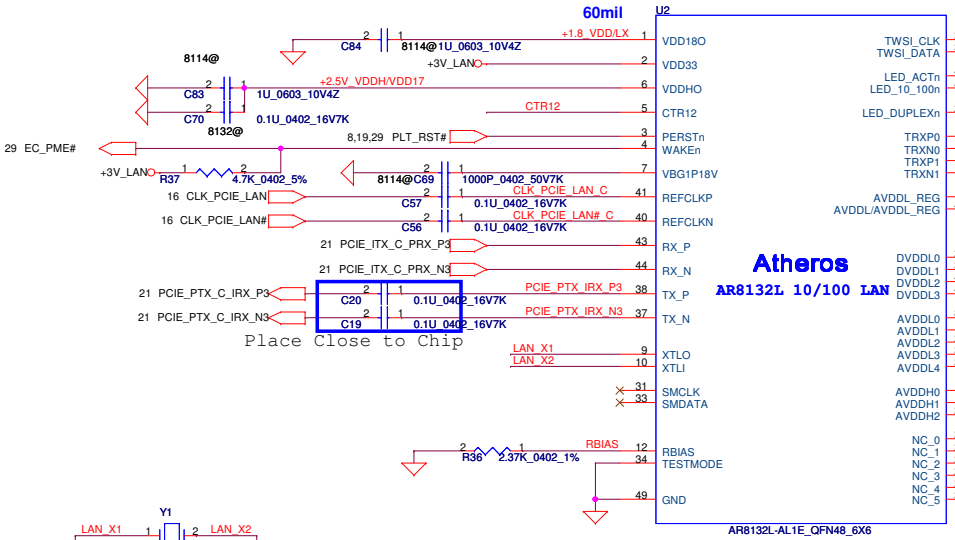 60mil
U2
C84
2
1
8114@
1U_0603_10V4Z
+1.8_VDD/LX
1
VDD18O
TWSI_CLK
TWSI_DATA
+3V_LAN
2
VDD33
8114@
LED_ACTn
C83
2
1
1U_0603_10V4Z
+2.5V_VDDH/VDD17
6
VDDHO
LED_10_100n
C70
2
1
0.1U_0402_16V7K
8132@
CTR12
5
CTR12
LED_DUPLEXn
8,19,29 PLT_RST#
3
PERSTn
TRXP0
29 EC_PME#
4
WAKEn
TRXN0
TRXP1
TRXN1
+3V_LAN
R37
1
2
4.7K_0402_5%
8114@
C69
2
1
1000P_0402_50V7K
7
VBG1P18V
16 CLK_PCIE_LAN
C57
2
1
0.1U_0402_16V7K
CLK_PCIE_LAN_C
41
REFCLKP
AVDDL_REG
AVDDL/AVDDL_REG
16 CLK_PCIE_LAN#
C56
2
1
0.1U_0402_16V7K
CLK_PCIE_LAN#_C
40
REFCLKN
21 PCIE_ITX_C_PRX_P3
43
RX_P
21 PCIE_ITX_C_PRX_N3
44
RX_N
Atheros
AR8132L 10/100 LAN
DVDDL0
DVDDL1
DVDDL2
DVDDL3
21 PCIE_PTX_C_IRX_P3
C20
2
1
0.1U_0402_16V7K
PCIE_PTX_IRX_P3
38
TX_P
21 PCIE_PTX_C_IRX_N3
C19
2
1
0.1U_0402_16V7K
PCIE_PTX_IRX_N3
37
TX_N
Place Close to Chip
AVDDL0
AVDDL1
AVDDL2
AVDDL3
AVDDL4
LAN_X1
9
XTLO
LAN_X2
10
XTLI
31
SMCLK
33
SMDATA
AVDDH0
AVDDH1
AVDDH2
R36
2
1
2.37K_0402_1%
RBIAS
12
RBIAS
34
TESTMODE
49
GND
NC_0
NC_1
NC_2
NC_3
NC_4
NC_5
AR8132L-AL1E_QFN48_6X6
Y1
LAN_X1
1
2
LAN_X2